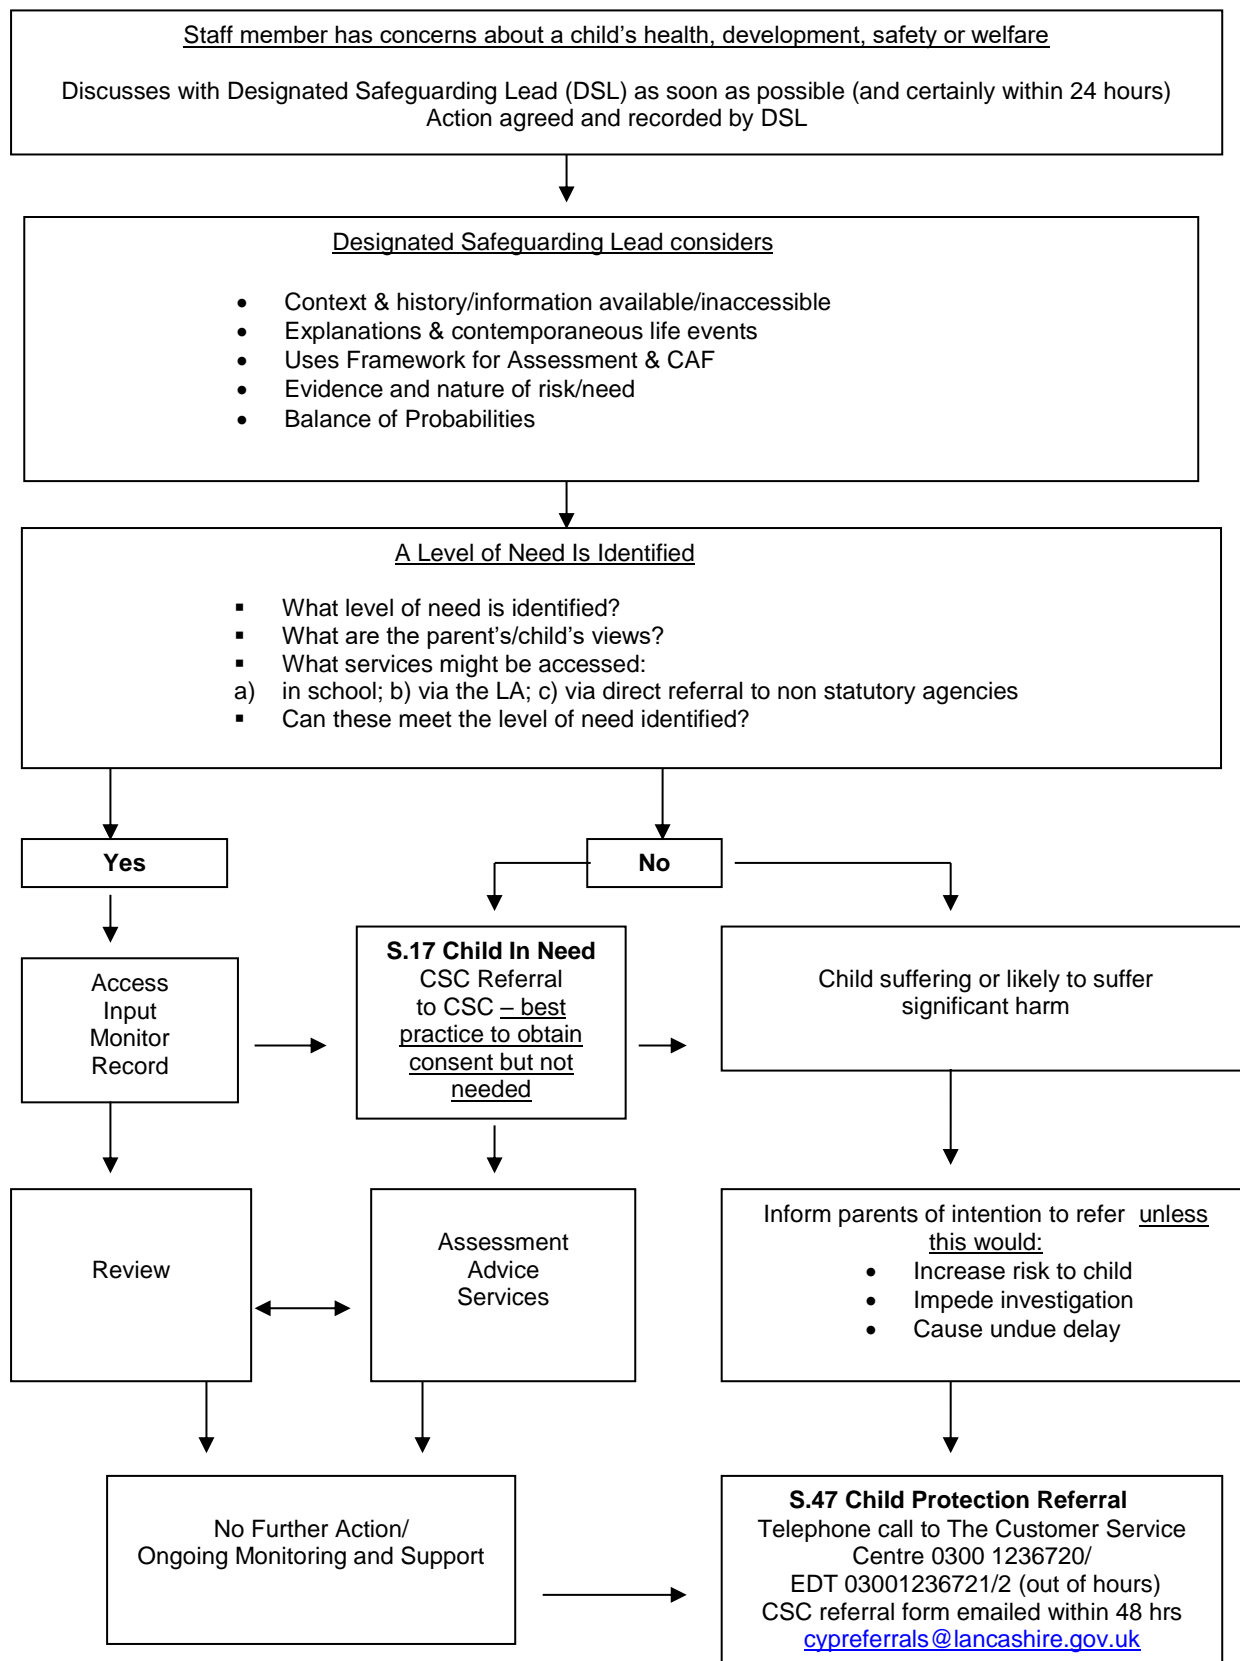 Staff member has concerns about a child’s health, development, safety or welfare
Discusses with Designated Safeguarding Lead (DSL) as soon as possible (and certainly within 24 hours)
Action agreed and recorded by DSL
Designated Safeguarding Lead considers
• Context & history/information available/inaccessible
• Explanations & contemporaneous life events
• Uses Framework for Assessment & CAF
• Evidence and nature of risk/need
• Balance of Probabilities
A Level of Need Is Identified
▪ What level of need is identified?
▪ What are the parent’s/child’s views?
▪ What services might be accessed:
a) in school; b) via the LA; c) via direct referral to non statutory agencies
▪ Can these meet the level of need identified?
Yes
No
Access
Input
Monitor
Record
S.17 Child In Need
CSC Referral
to CSC – best
practice to obtain
consent but not
needed
Child suffering or likely to suffer
significant harm
Review
Assessment
Advice
Services
Inform parents of intention to refer unless
this would:
• Increase risk to child
• Impede investigation
• Cause undue delay
No Further Action/
Ongoing Monitoring and Support
S.47 Child Protection Referral
Telephone call to The Customer Service
Centre 0300 1236720/
EDT 03001236721/2 (out of hours)
CSC referral form emailed within 48 hrs
cypreferrals@lancashire.gov.uk